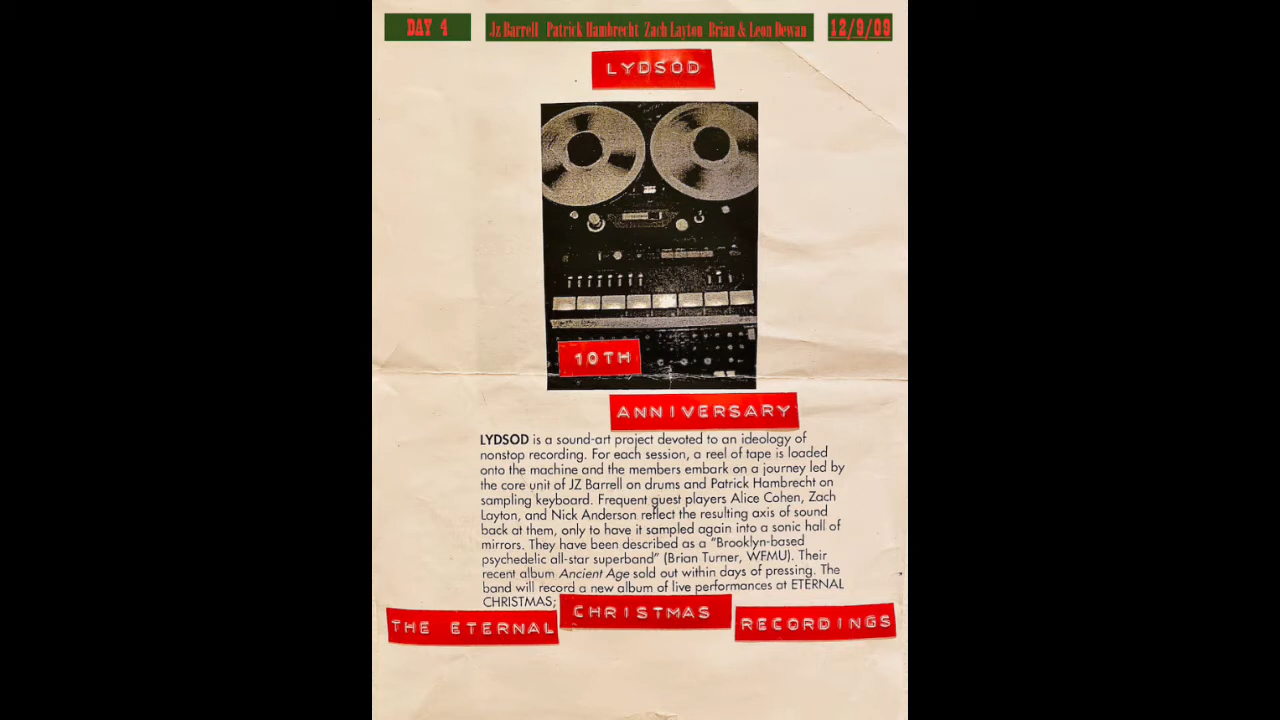 DAY 4 Jz Barrell Patrick Hambrecht Zach Layton Brian & Leon Dewan 12/9/09
LYDSOD
10TH
ANNIVERSARY
LYDSOD is a sound-art project devoted to an ideology of
nonstop recording. For each session, a reel of tape is loaded
onto the machine and the members embark on a journey led by
the core unit of JZ Barrell on drums and Patrick Hambrecht on
sampling keyboard. Frequent guest players Alice Cohen, Zach
Layton, and Nick Anderson reflect the resulting axis of sound
back at them, only to have it sampled again into a sonic hall of
mirrors. They have been described as a “Brooklyn-based
psychedelic all-star superband” (Brian Turner, WFMU). Their
recent album Ancient Age sold out within days of pressing. The
band will record a new album of live performances at ETERNAL
CHRISTMAS;
THE ETERNAL CHRISTMAS RECORDINGS